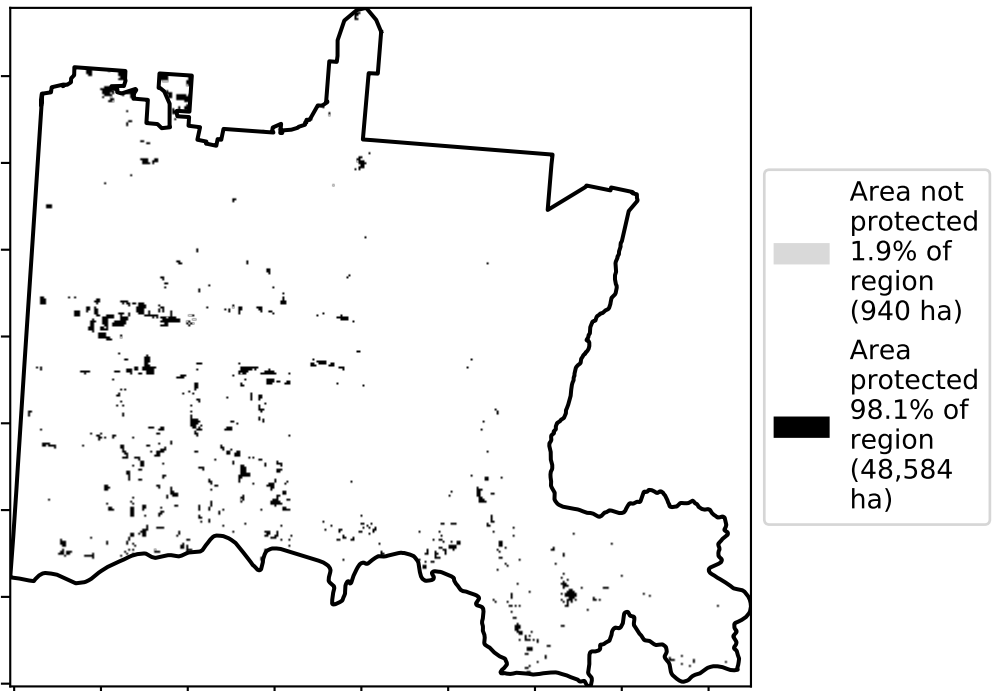 Area not
protected
1.9% of
region
(940 ha)
Area
protected
98.1% of
region
(48,584
ha)